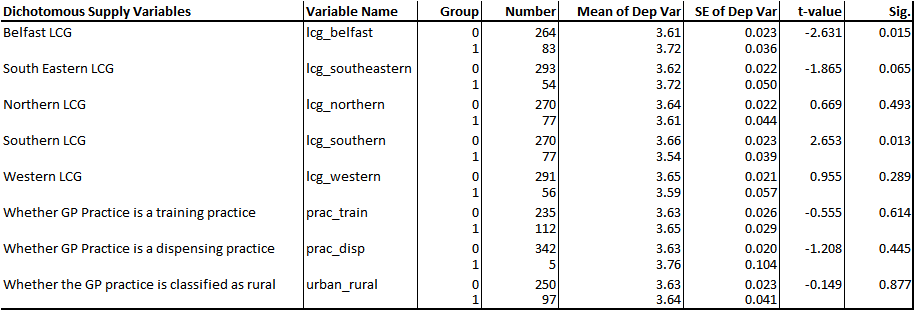 Dichotomous Supply Variables Variable Name Group Number Mean of Dep Var SE of Dep Var t-value Sig.
Belfast LCG lcg_belfast 0 264 3.61 0.023 -2.631 0.015
1 83 3.72 0.036
South Eastern LCG lcg_southeastern 0 293 3.62 0.022 -1.865 0.065
1 54 3.72 0.050
Northern LCG lcg_northern 0 270 3.64 0.022 0.669 0.493
1 77 3.61 0.044
Southern LCG lcg_southern 0 270 3.66 0.023 2.653 0.013
1 77 3.54 0.039
Western LCG lcg_western 0 291 3.65 0.021 0.955 0.289
1 56 3.59 0.057
Whether GP Practice is a training practice prac_train 0 235 3.63 0.026 -0.555 0.614
1 112 3.65 0.029
Whether GP Practice is a dispensing practice prac_disp 0 342 3.63 0.020 -1.208 0.445
1 5 3.76 0.104
Whether the GP practice is classified as rural urban_rural 0 250 3.63 0.023 -0.149 0.877
1 97 3.64 0.041